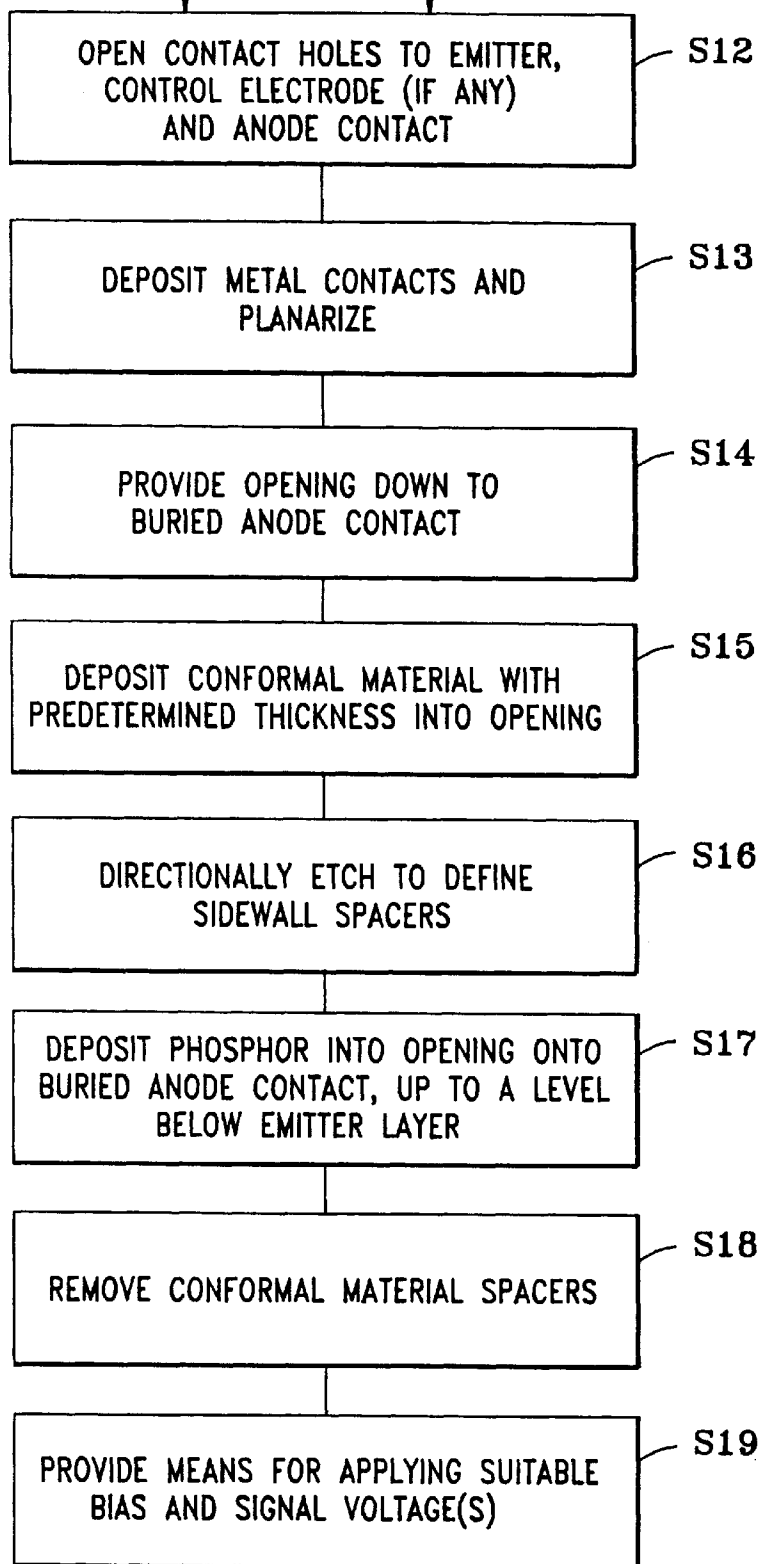 OPEN CONTACT HOLES TO EMITTER,
CONTROL ELECTRODE (IF ANY)
AND ANODE CONTACT
S12
DEPOSIT METAL CONTACTS AND
PLANARIZE
S13
PROVIDE OPENING DOWN TO
BURIED ANODE CONTACT
S14
DEPOSIT CONFORMAL MATERIAL WITH
PREDETERMINED THICKNESS INTO OPENING
S15
DIRECTIONALLY ETCH TO DEFINE
SIDEWALL SPACERS
S16
DEPOSIT PHOSPHOR INTO OPENING ONTO
BURIED ANODE CONTACT, UP TO A LEVEL
BELOW EMITTER LAYER
S17
REMOVE CONFORMAL MATERIAL SPACERS
S18
PROVIDE MEANS FOR APPLYING SUITABLE
BIAS AND SIGNAL VOLTAGE(S)
S19